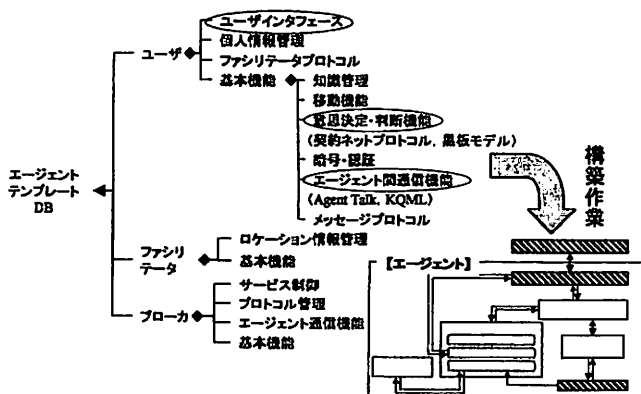 ユーザインタフェース
個人情報管理
ユーザ
ファシリテータプロトコル
基本機能
知識管理
移動機能
意思決定・判断機能
(契約ネットプロトコル, 黒板モデル)
暗号・認証
エージェント間通信機能
(Agent Talk, KQML)
メッセージプロトコル
構築作業
エージェント
テンプレート
DB
ファシリ
テータ
ロケーション情報管理
基本機能
【エージェント】
ブローカ
サービス制御
プロトコル管理
エージェント通信機能
基本機能